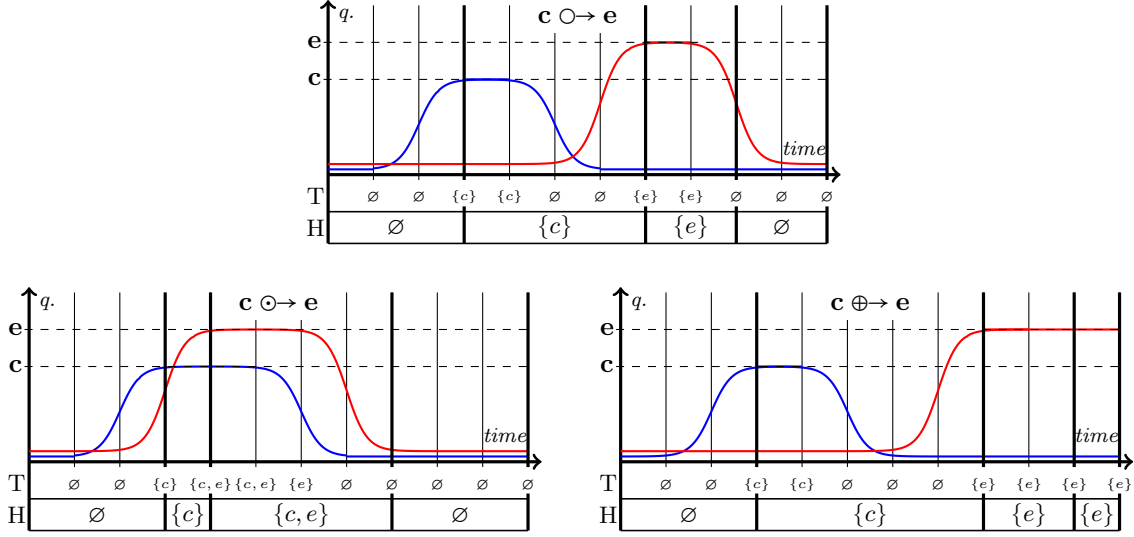 q. c ○→ e
e
c
time
T ∅ ∅ {c} {c} ∅ ∅ {e} {e} ∅ ∅ ∅
H ∅ {c} {e} ∅
q. c ⊙→ e
e
c
time
T ∅ ∅ {c} {c, e} {c, e} {e} ∅ ∅ ∅ ∅ ∅
H ∅ {c} {c, e} ∅
q. c ⊕→ e
e
c
time
T ∅ ∅ {c} {c} ∅ ∅ ∅ {e} {e} {e} {e}
H ∅ {c} {e} {e}